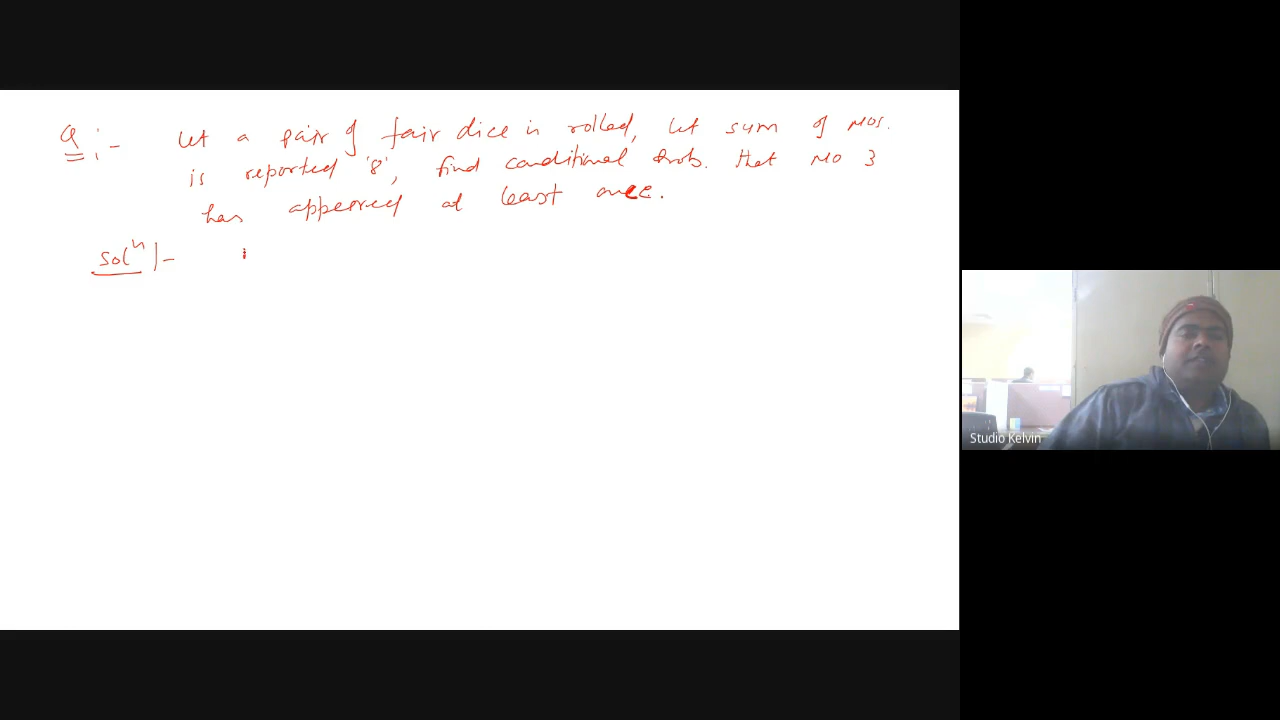 Q:- Let a pair of fair dice is rolled, let sum of nos.
is reported '8', find conditional prob. that no 3
has appeared at least once.
Solⁿ)-
Studio Kelvin